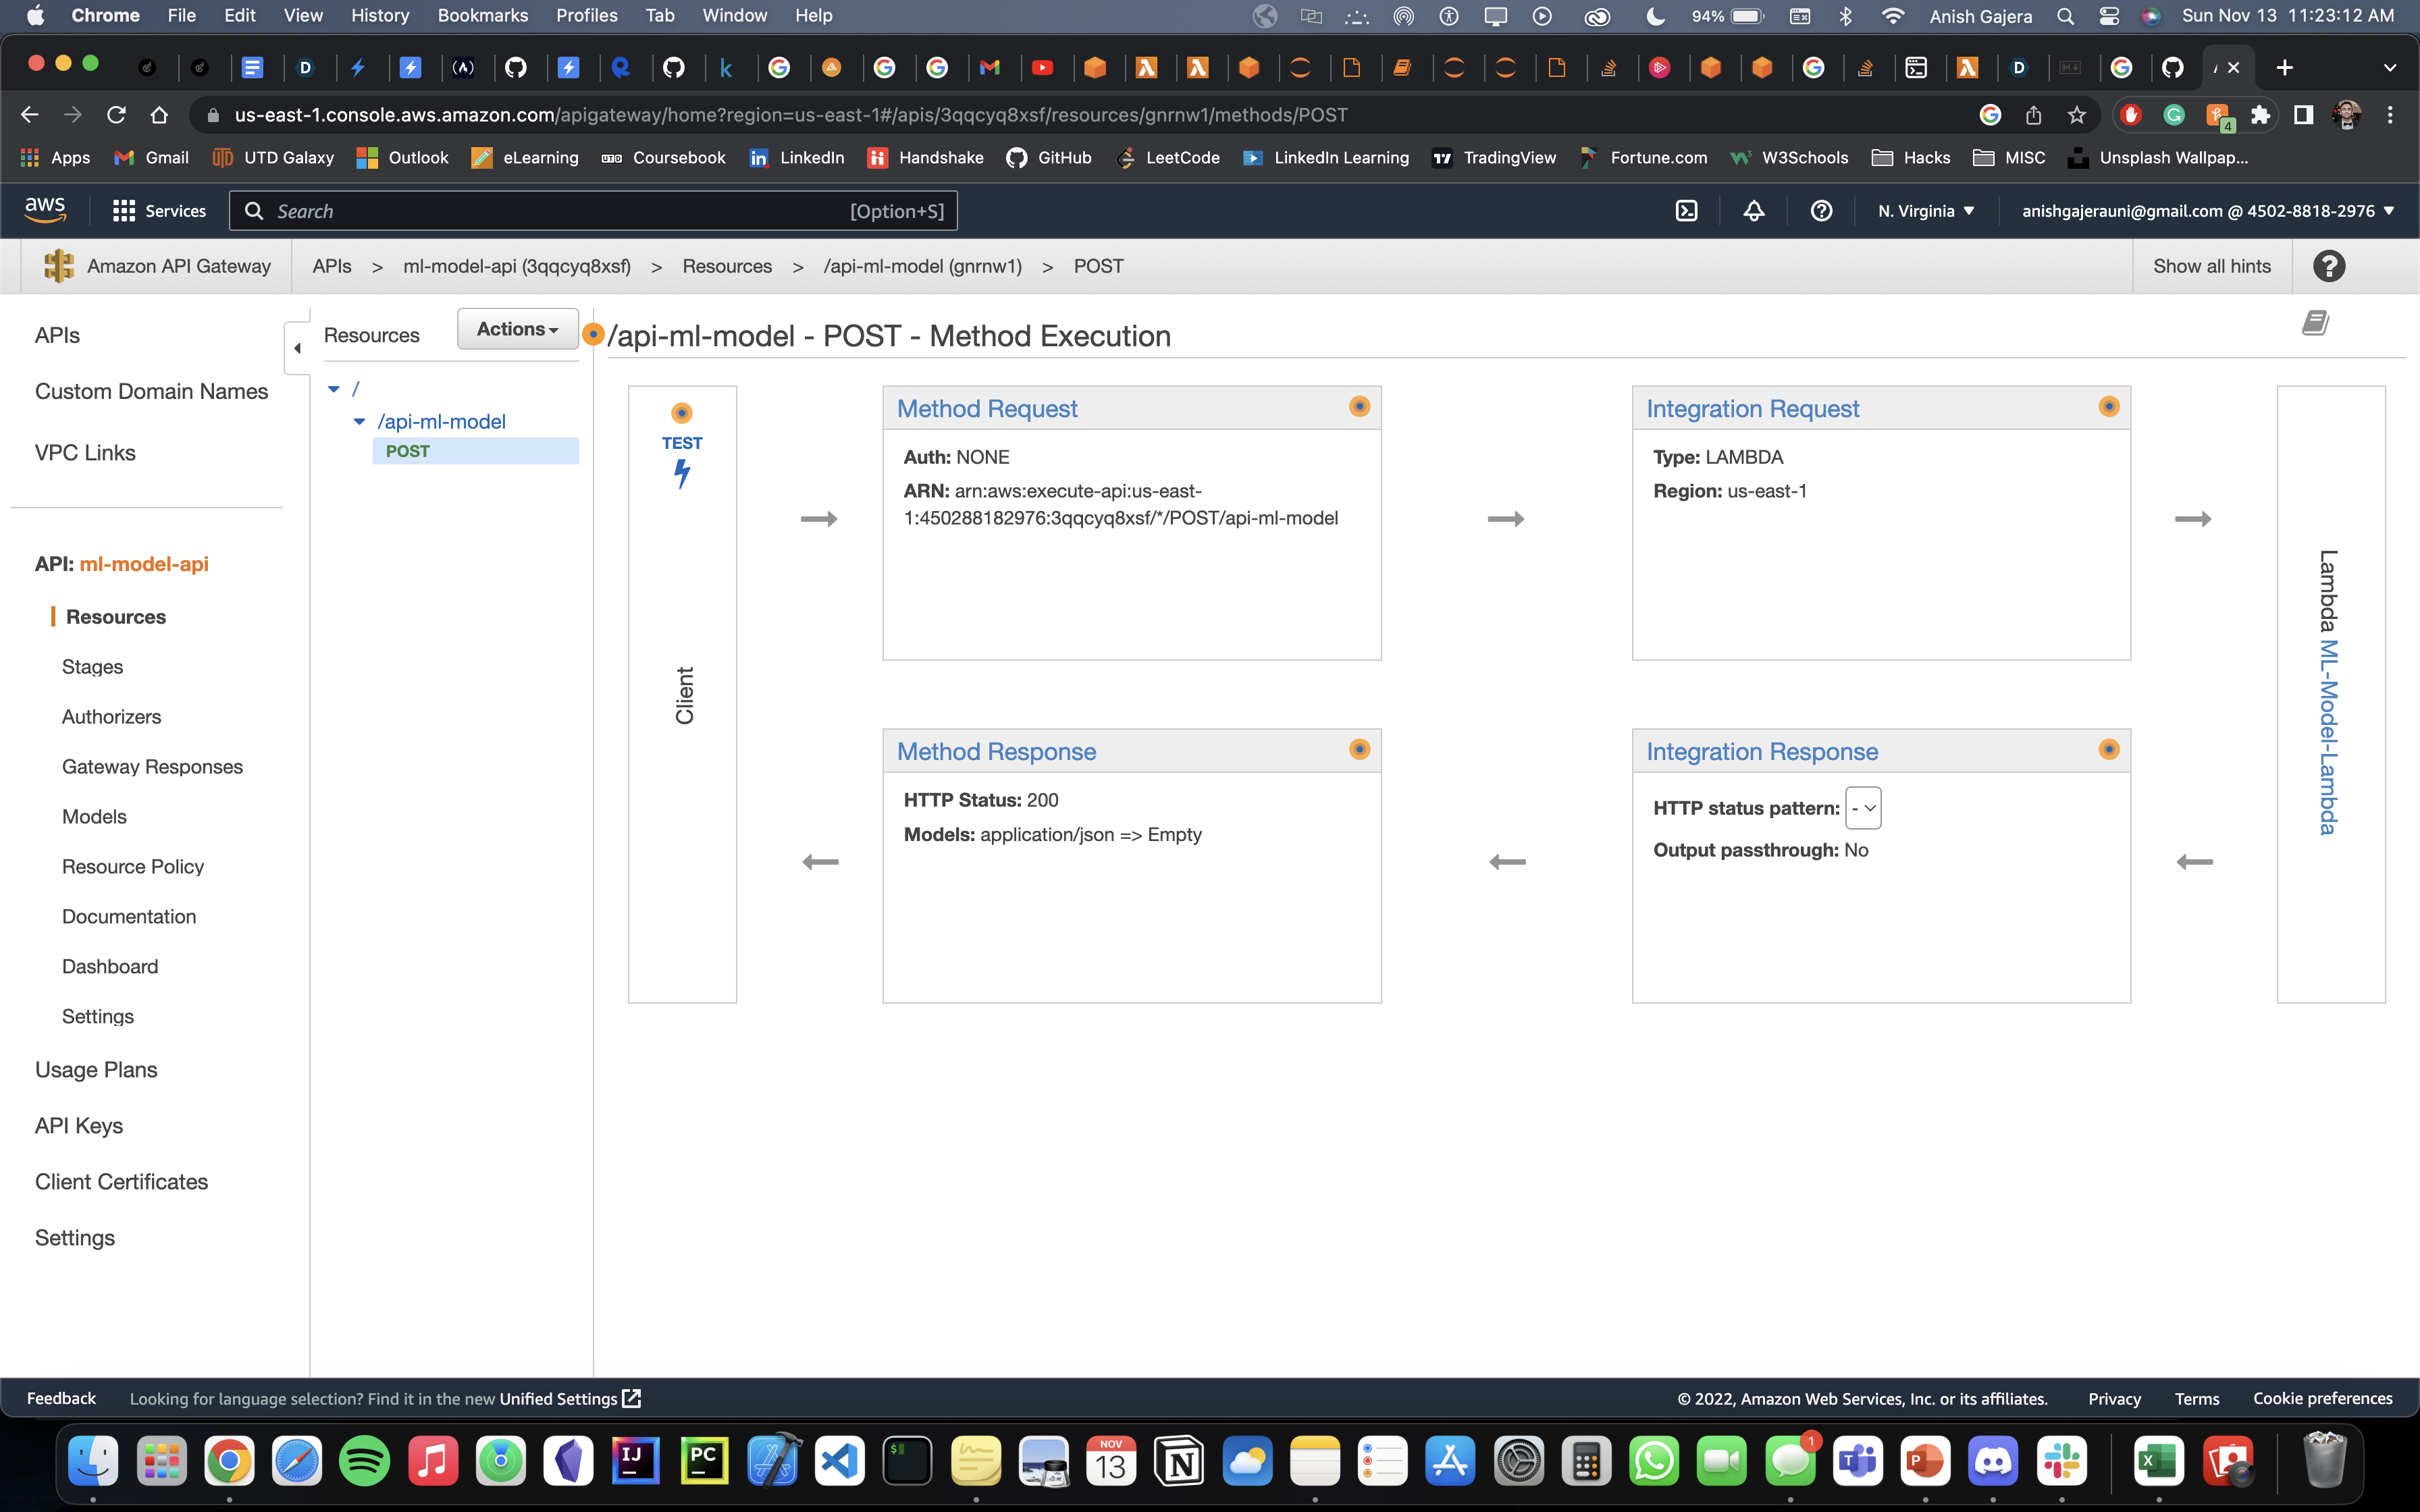 Chrome File Edit View History Bookmarks Profiles Tab Window Help 94% Anish Gajera Sun Nov 13 11:23:12 AM
us-east-1.console.aws.amazon.com/apigateway/home?region=us-east-1#/apis/3qqcyq8xsf/resources/gnrnw1/methods/POST
4
Apps Gmail UTD Galaxy Outlook eLearning Coursebook LinkedIn Handshake GitHub LeetCode LinkedIn Learning TradingView Fortune.com W3Schools Hacks MISC Unsplash Wallpap...
aws Services Search [Option+S] N. Virginia anishgajerauni@gmail.com @ 4502-8818-2976
Amazon API Gateway APIs > ml-model-api (3qqcyq8xsf) > Resources > /api-ml-model (gnrnw1) > POST Show all hints
APIs
Custom Domain Names
VPC Links
API: ml-model-api
Resources
Stages
Authorizers
Gateway Responses
Models
Resource Policy
Documentation
Dashboard
Settings
Usage Plans
API Keys
Client Certificates
Settings
Resources Actions
/
/api-ml-model
POST
/api-ml-model - POST - Method Execution
TEST
Client
Method Request
Auth: NONE
ARN: arn:aws:execute-api:us-east-
1:450288182976:3qqcyq8xsf/*/POST/api-ml-model
Integration Request
Type: LAMBDA
Region: us-east-1
Lambda ML-Model-Lambda
Method Response
HTTP Status: 200
Models: application/json => Empty
Integration Response
HTTP status pattern: -
Output passthrough: No
Feedback Looking for language selection? Find it in the new Unified Settings © 2022, Amazon Web Services, Inc. or its affiliates. Privacy Terms Cookie preferences
IJ PC NOV 13 1